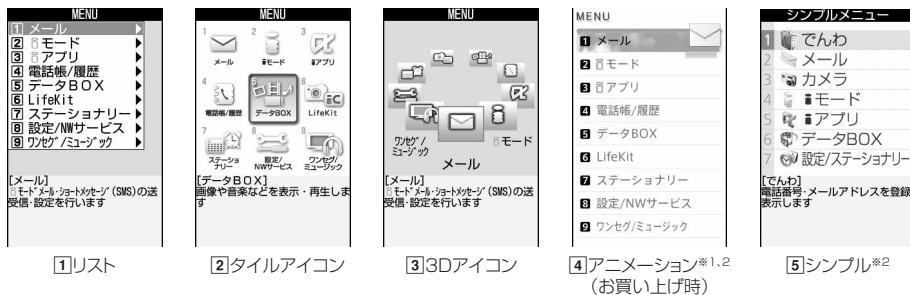 MENU
1 メール
2 iモード
3 iアプリ
4 電話帳/履歴
5 データBOX
6 LifeKit
7 ステーショナリー
8 設定/NWサービス
9 ワンセグ/ミュージック
[メール]
iモードメール・ショートメッセージ(SMS)の送
受信・設定を行います
1リスト
MENU
1 メール
2 iモード
3 iアプリ
4 電話帳/履歴
5 データBOX
6 LifeKit
7 ステーショ
ナリー
8 設定/
NWサービス
9 ワンセグ/
ミュージック
[データBOX]
画像や音楽などを表示・再生しま
す
2タイルアイコン
MENU
ワンセグ/
ミュージック
iモード
メール
[メール]
iモードメール・ショートメッセージ(SMS)の送
受信・設定を行います
33Dアイコン
MENU
1 メール
2 iモード
3 iアプリ
4 電話帳/履歴
5 データBOX
6 LifeKit
7 ステーショナリー
8 設定/NWサービス
9 ワンセグ/ミュージック
4アニメーション※1、2
(お買い上げ時)
シンプルメニュー
1 でんわ
2 メール
3 カメラ
4 iモード
5 iアプリ
6 データBOX
7 設定/ステーショナリー
[でんわ]
電話番号・メールアドレスを登録
表示します
5シンプル※2